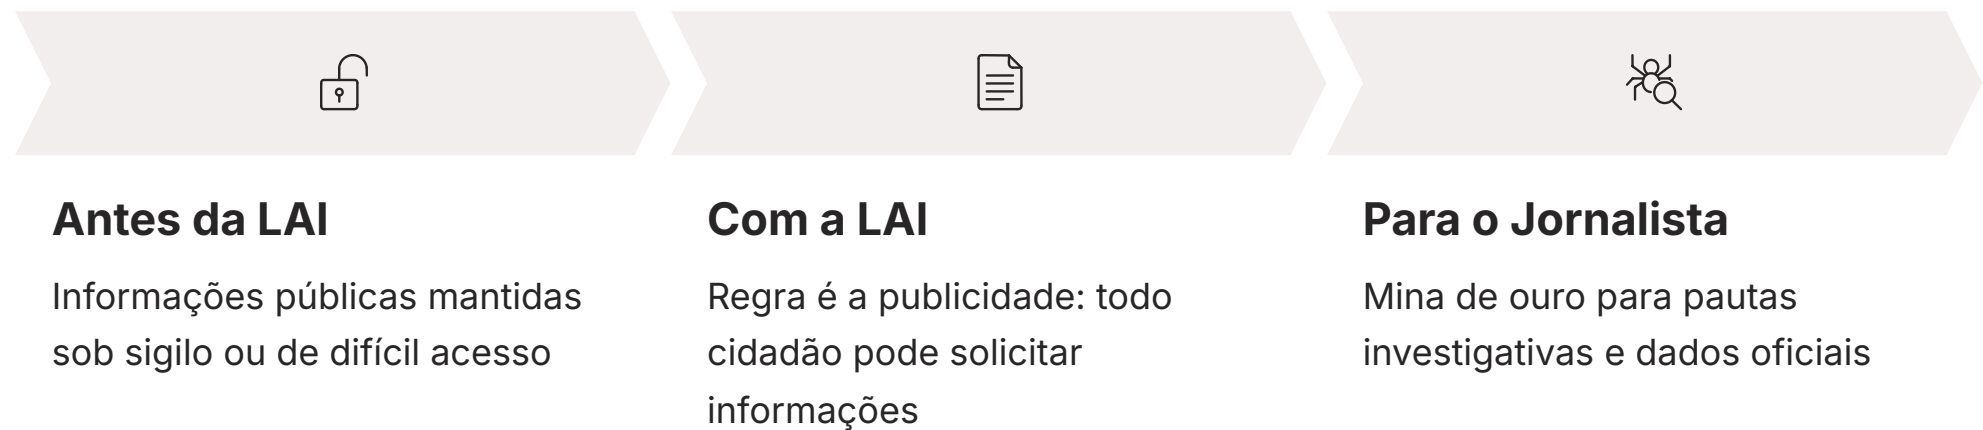 Antes da LAI
Informações públicas mantidas
sob sigilo ou de difícil acesso
Com a LAI
Regra é a publicidade: todo
cidadão pode solicitar
informações
Para o Jornalista
Mina de ouro para pautas
investigativas e dados oficiais